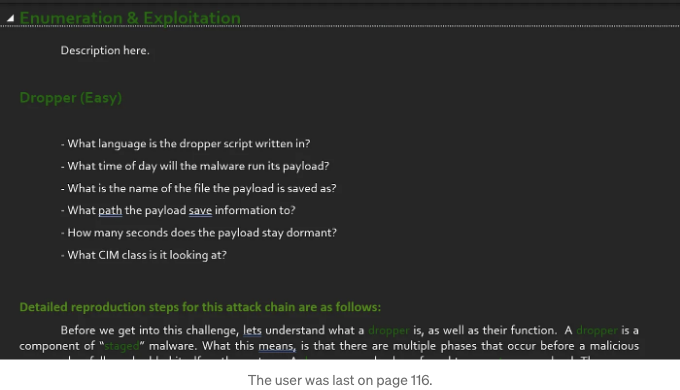 Enumeration & Exploitation
Description here.
Dropper (Easy)
- What language is the dropper script written in?
- What time of day will the malware run its payload?
- What is the name of the file the payload is saved as?
- What path the payload save information to?
- How many seconds does the payload stay dormant?
- What CIM class is it looking at?
Detailed reproduction steps for this attack chain are as follows:
Before we get into this challenge, lets understand what a dropper is, as well as their function. A dropper is a
component of “staged” malware. What this means, is that there are multiple phases that occur before a malicious
The user was last on page 116.